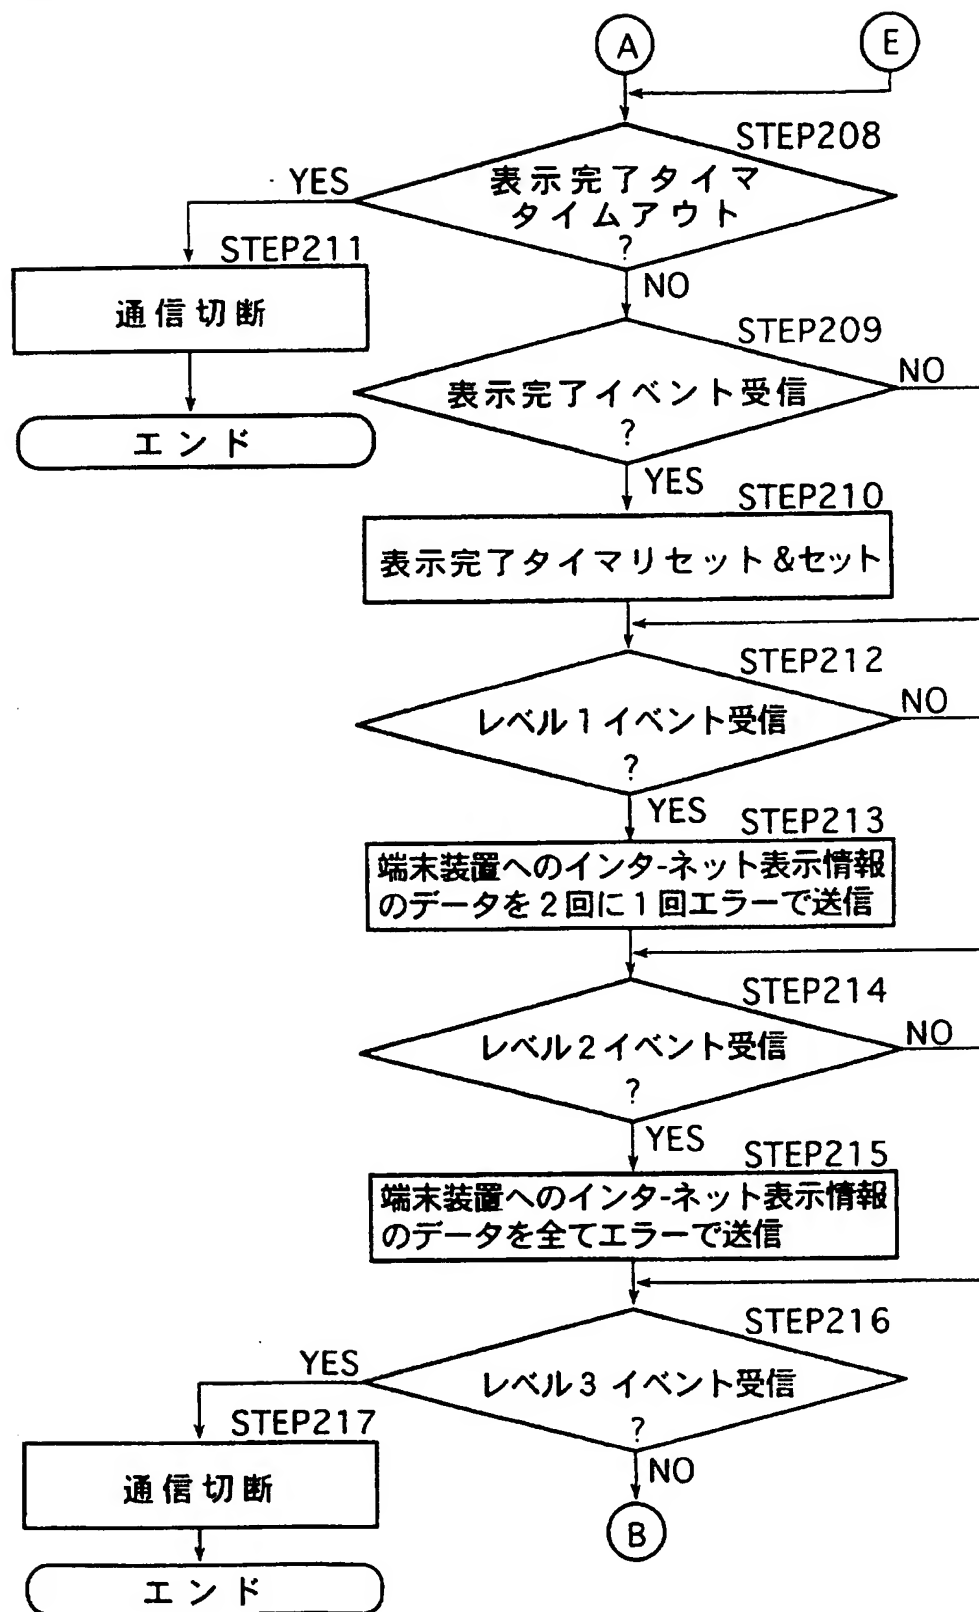 A
E
STEP208
YES
表示完了タイマ
タイムアウト
?
STEP211
NO
通信切断
STEP209
NO
表示完了イベント受信
?
エンド
YES
STEP210
表示完了タイマリセット&セット
STEP212
NO
レベル1イベント受信
?
YES
STEP213
端末装置へのインタ-ネット表示情報
のデータを2回に1回エラーで送信
STEP214
NO
レベル2イベント受信
?
YES
STEP215
端末装置へのインタ-ネット表示情報
のデータを全てエラーで送信
STEP216
YES
レベル3イベント受信
?
STEP217
NO
通信切断
B
エンド